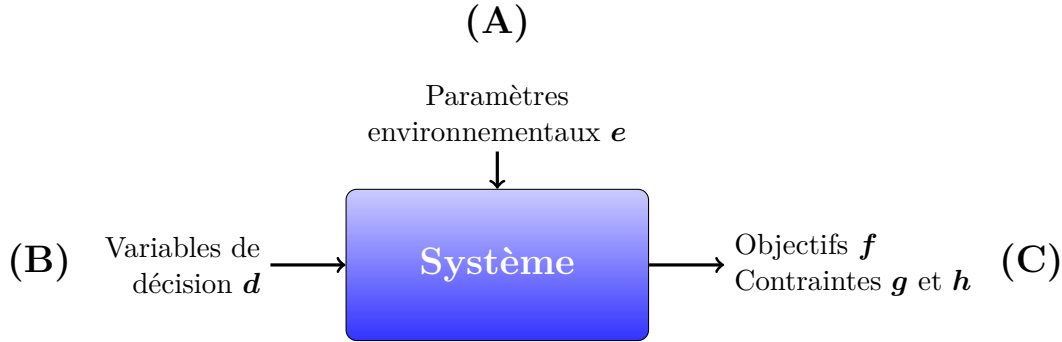 (A)
Paramètres
environnementaux e
(B)
Variables de
décision d
Système
Objectifs f
Contraintes g et h
(C)